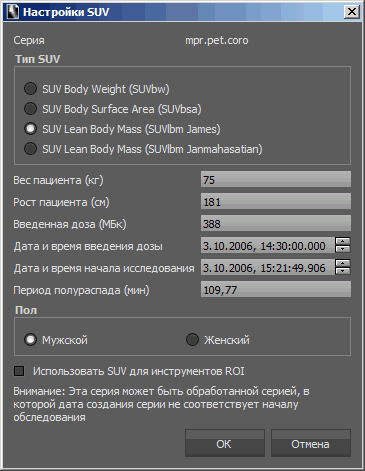 Настройки SUV
Серия mpr.pet.coro
Тип SUV
SUV Body Weight (SUVbw)
SUV Body Surface Area (SUVbsa)
SUV Lean Body Mass (SUVlbm James)
SUV Lean Body Mass (SUVlbm Janmahasatian)
Вес пациента (кг) 75
Рост пациента (см) 181
Введенная доза (МБк) 388
Дата и время введения дозы 3.10.2006, 14:30:00.000
Дата и время начала исследования 3.10.2006, 15:21:49.906
Период полураспада (мин) 109,77
Пол
Мужской Женский
Использовать SUV для инструментов ROI
Внимание: Эта серия может быть обработанной серией, в
которой дата создания серии не соответствует началу
обследования
OK Отмена